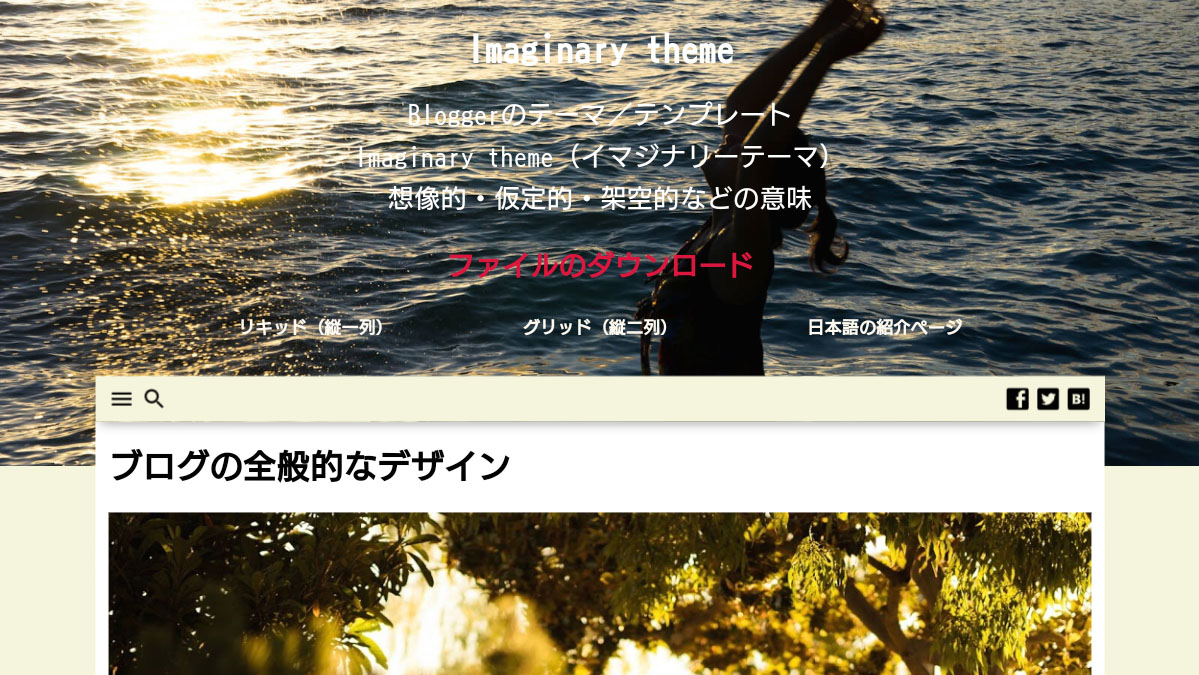 Imaginary theme
Bloggerのテーマ／テンプレート
Imaginary theme（イマジナリーテーマ）
想像的・仮定的・架空的などの意味
ファイルのダウンロード
リキッド（縦一列）
グリッド（縦二列）
日本語の紹介ページ
B!
ブログの全般的なデザイン